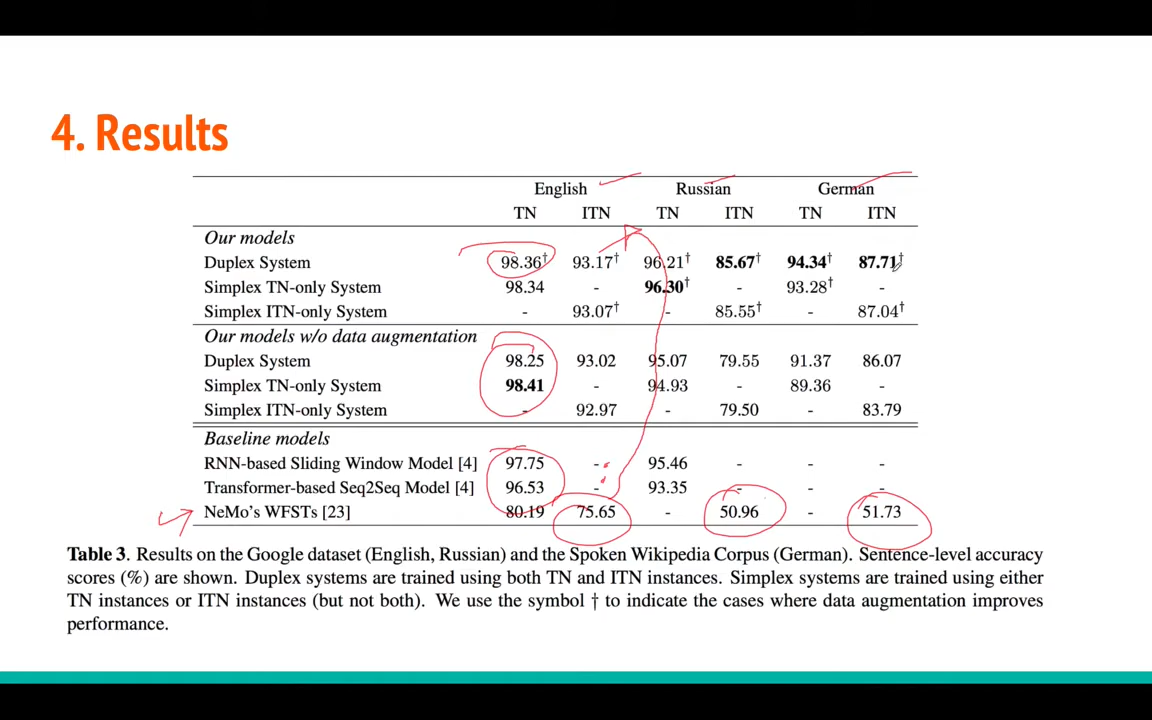 4. Results
English Russian German
TN ITN TN ITN TN ITN
Our models
Duplex System 98.36† 93.17† 96.21† 85.67† 94.34† 87.71†
Simplex TN-only System 98.34 - 96.30† - 93.28† -
Simplex ITN-only System - 93.07† - 85.55† - 87.04†
Our models w/o data augmentation
Duplex System 98.25 93.02 95.07 79.55 91.37 86.07
Simplex TN-only System 98.41 - 94.93 - 89.36 -
Simplex ITN-only System - 92.97 - 79.50 - 83.79
Baseline models
RNN-based Sliding Window Model [4] 97.75 - 95.46 - - -
Transformer-based Seq2Seq Model [4] 96.53 - 93.35 - - -
NeMo's WFSTs [23] 80.19 75.65 - 50.96 - 51.73
Table 3. Results on the Google dataset (English, Russian) and the Spoken Wikipedia Corpus (German). Sentence-level accuracy
scores (%) are shown. Duplex systems are trained using both TN and ITN instances. Simplex systems are trained using either
TN instances or ITN instances (but not both). We use the symbol † to indicate the cases where data augmentation improves
performance.